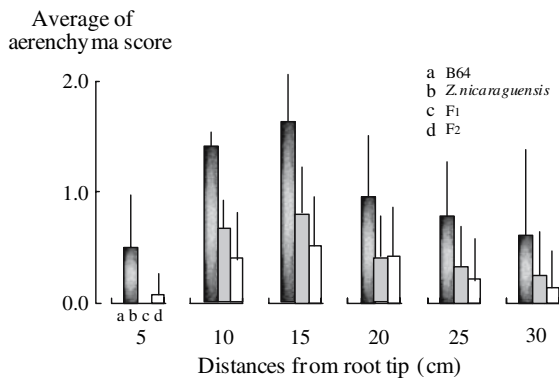 Average of
aerenchyma score
a B64
b Z.nicaraguensis
c F1
d F2
2.0
1.0
0.0
a b c d
5 10 15 20 25 30
Distances from root tip (cm)